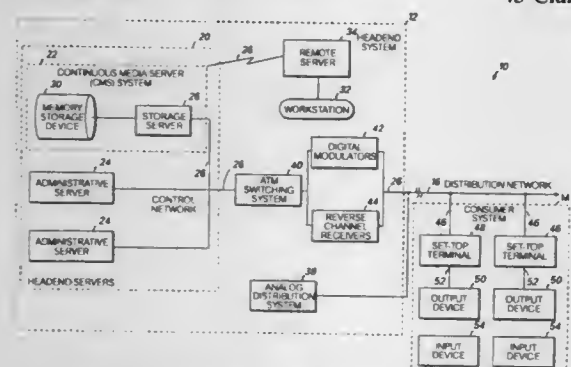 12
20
36
34
HEADEND
SYSTEM
22
REMOTE
SERVER
CONTINUOUS MEDIA SERVER
(CMS) SYSTEM
10
30
26
32
MEMORY
STORAGE
DEVICE
STORAGE
SERVER
WORKSTATION
42
DIGITAL
MODULATORS
26
24
26
40
26
16
DISTRIBUTION NETWORK
ADMINISTRATIVE
SERVER
ATM
SWITCHING
SYSTEM
M
CONTROL
NETWORK
44
CONSUMER
SYSTEM
24
REVERSE
CHANNEL
RECEIVERS
46
46
48
48
ADMINISTRATIVE
SERVER
SET-TOP
TERMINAL
SET-TOP
TERMINAL
38
52
50
52
50
HEADEND SERVERS
ANALOG
DISTRIBUTION
SYSTEM
OUTPUT
DEVICE
OUTPUT
DEVICE
54
54
INPUT
DEVICE
INPUT
DEVICE